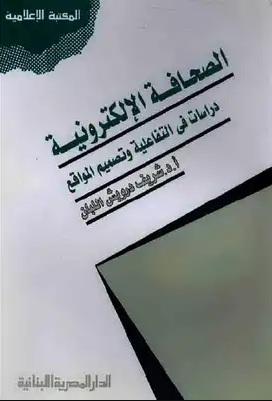 المكتبة الإعلامية
الصحافة الإلكترونية
دراسات فى التفاعلية وتصميم المواقع
أ.د. شريف درويش اللبان
الدار المصرية اللبنانية